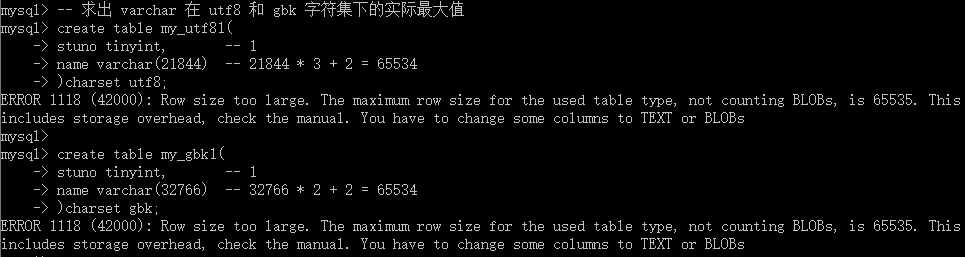 mysql> -- 求出 varchar 在 utf8 和 gbk 字符集下的实际最大值
mysql> create table my_utf81(
    -> stuno tinyint,      -- 1
    -> name varchar(21844)  -- 21844 * 3 + 2 = 65534
    -> )charset utf8;
ERROR 1118 (42000): Row size too large. The maximum row size for the used table type, not counting BLOBs, is 65535. This
includes storage overhead, check the manual. You have to change some columns to TEXT or BLOBs
mysql>
mysql> create table my_gbk1(
    -> stuno tinyint,      -- 1
    -> name varchar(32766)  -- 32766 * 2 + 2 = 65534
    -> )charset gbk;
ERROR 1118 (42000): Row size too large. The maximum row size for the used table type, not counting BLOBs, is 65535. This
includes storage overhead, check the manual. You have to change some columns to TEXT or BLOBs